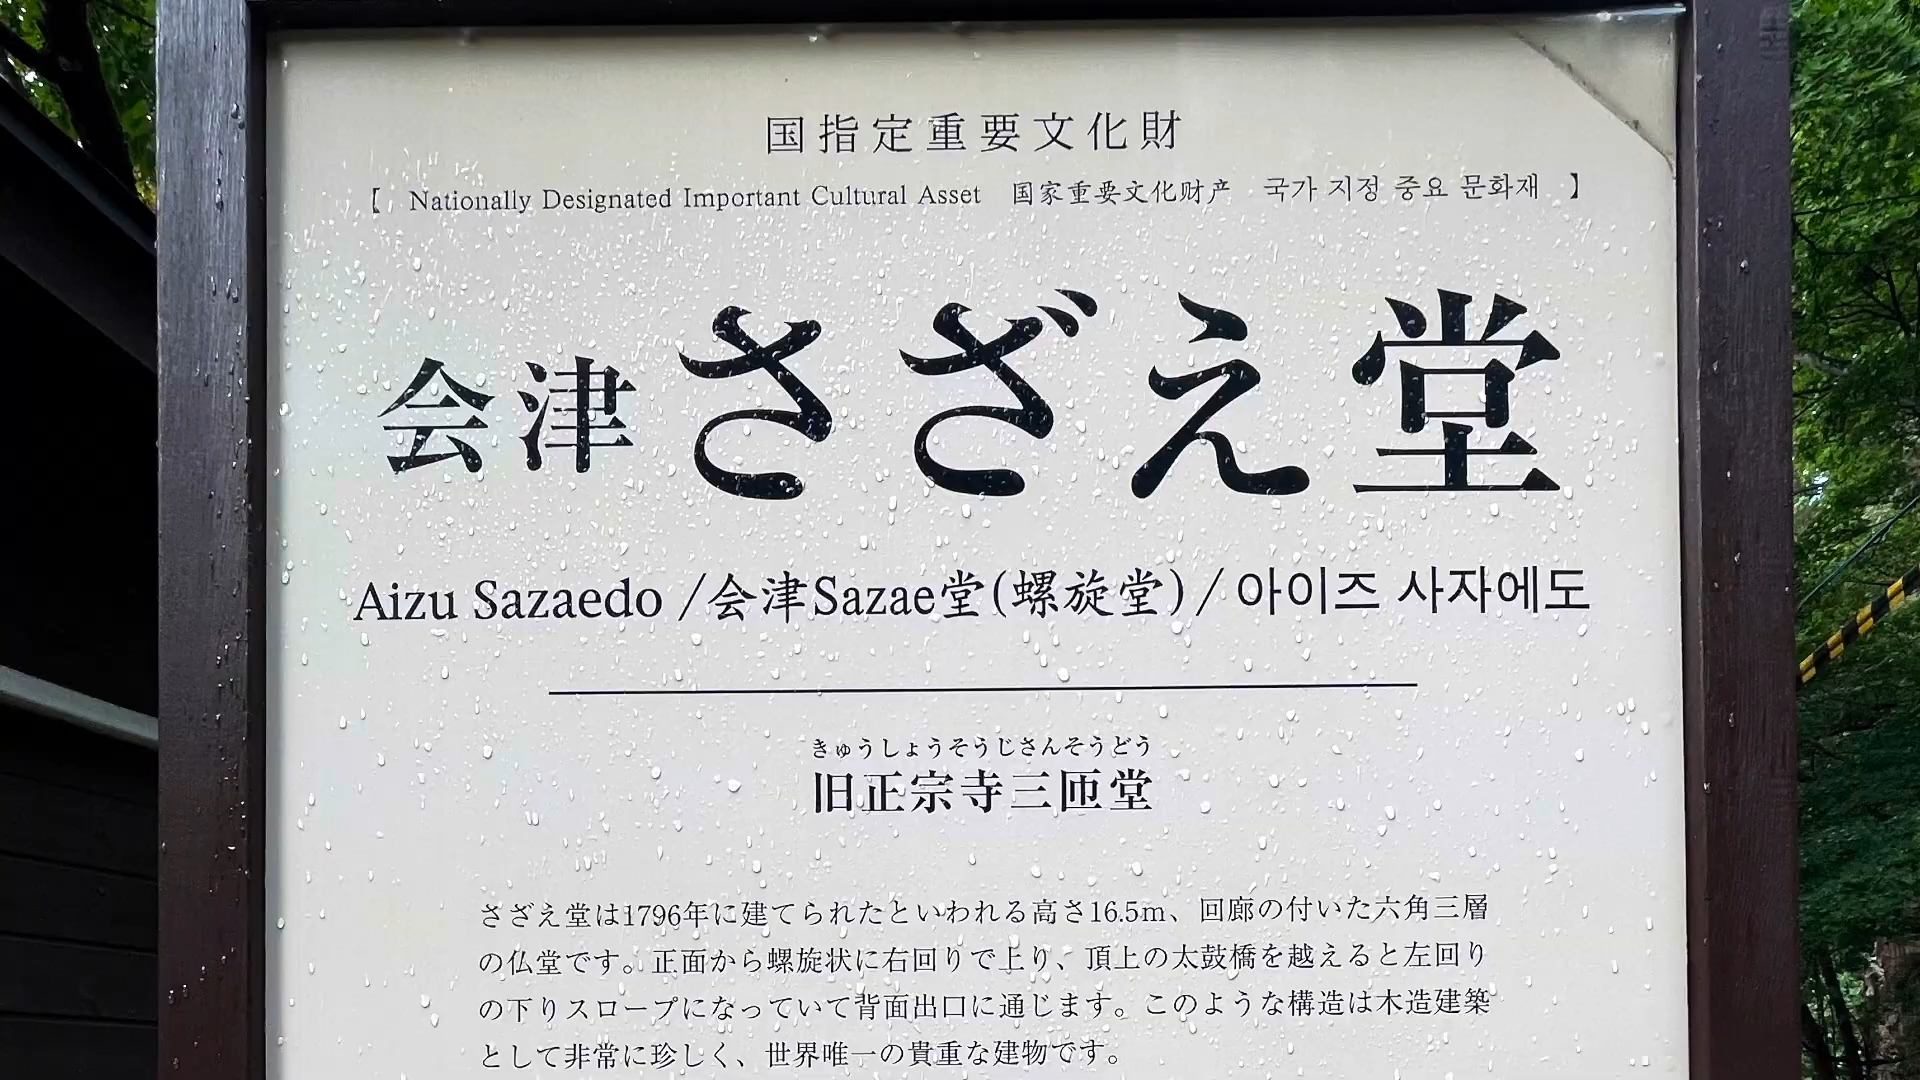 国指定重要文化財
【 Nationally Designated Important Cultural Asset 国家重要文化财产 국가 지정 중요 문화재 】
会津さざえ堂
Aizu Sazaedo /会津Sazae堂(螺旋堂)/ 아이즈 사자에도
きゅうしょうそうじさんそうどう
旧正宗寺三匝堂
さざえ堂は1796年に建てられたといわれる高さ16.5m、回廊の付いた六角三層
の仏堂です。正面から螺旋状に右回りで上り、頂上の太鼓橋を越えると左回り
の下りスロープになっていて背面出口に通じます。このような構造は木造建築
として非常に珍しく、世界唯一の貴重な建物です。